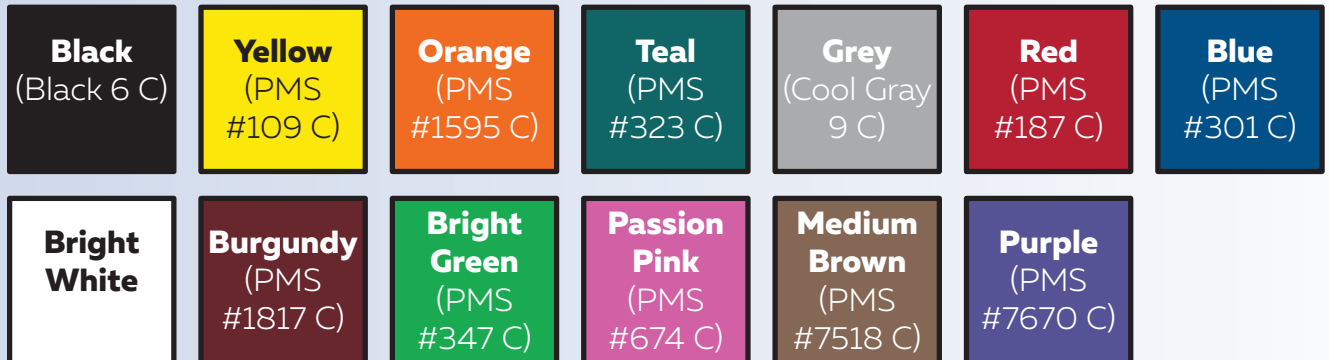 Black
(Black 6 C)
Yellow
(PMS
#109 C)
Orange
(PMS
#1595 C)
Teal
(PMS
#323 C)
Grey
(Cool Gray
9 C)
Red
(PMS
#187 C)
Blue
(PMS
#301 C)
Bright
White
Burgundy
(PMS
#1817 C)
Bright
Green
(PMS
#347 C)
Passion
Pink
(PMS
#674 C)
Medium
Brown
(PMS
#7518 C)
Purple
(PMS
#7670 C)